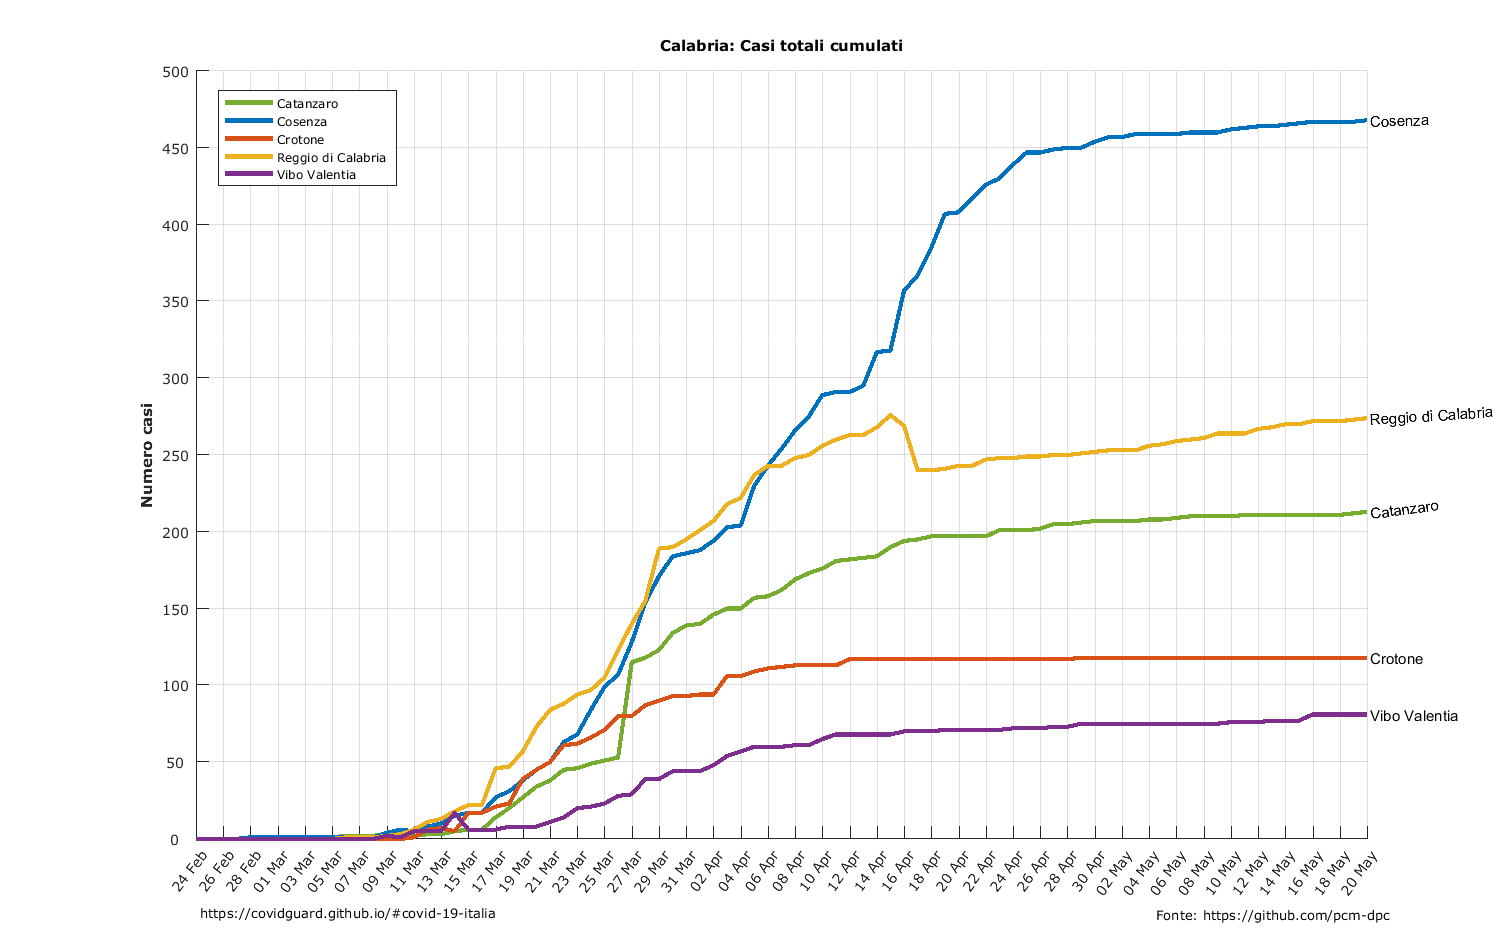 Calabria: Casi totali cumulati
500
450
400
350
300
250
200
150
100
50
0
Numero casi
Catanzaro
Cosenza
Crotone
Reggio di Calabria
Vibo Valentia
Cosenza
Reggio di Calabria
Catanzaro
Crotone
Vibo Valentia
24 Feb
26 Feb
28 Feb
01 Mar
03 Mar
05 Mar
07 Mar
09 Mar
11 Mar
13 Mar
15 Mar
17 Mar
19 Mar
21 Mar
23 Mar
25 Mar
27 Mar
29 Mar
31 Mar
02 Apr
04 Apr
06 Apr
08 Apr
10 Apr
12 Apr
14 Apr
16 Apr
18 Apr
20 Apr
22 Apr
24 Apr
26 Apr
28 Apr
30 Apr
02 May
04 May
06 May
08 May
10 May
12 May
14 May
16 May
18 May
20 May
https://covidguard.github.io/#covid-19-italia
Fonte: https://github.com/pcm-dpc